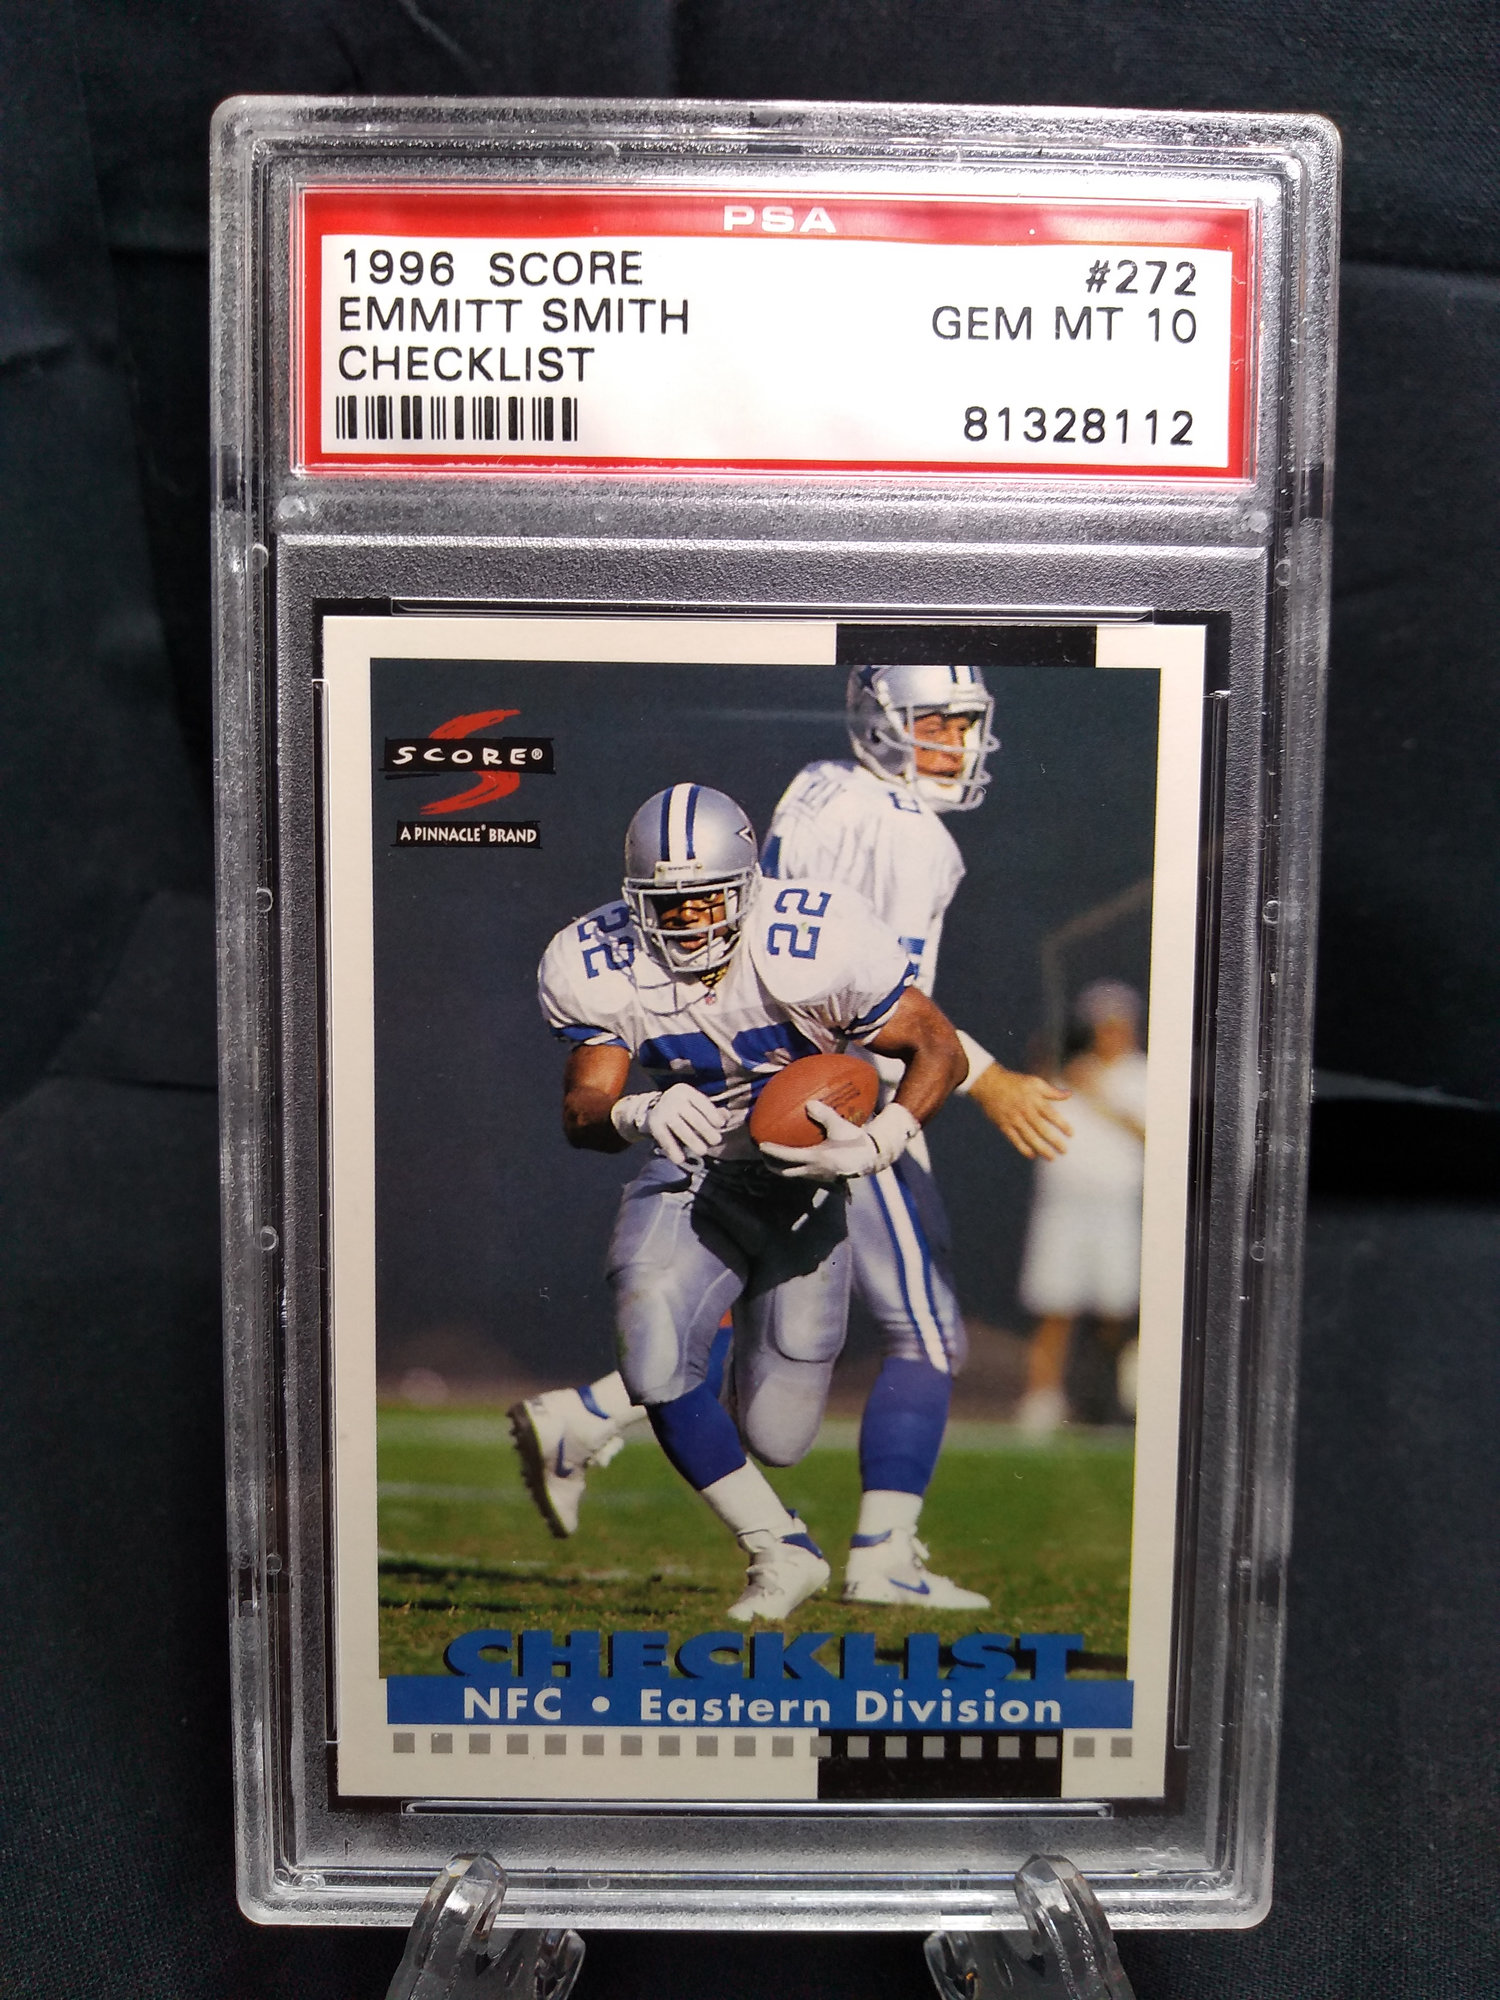 PSA
1996 SCORE #272
EMMITT SMITH GEM MT 10
CHECKLIST
81328112
SCORE®
A PINNACLE® BRAND
22
22
22
CHECKLIST
NFC • Eastern Division